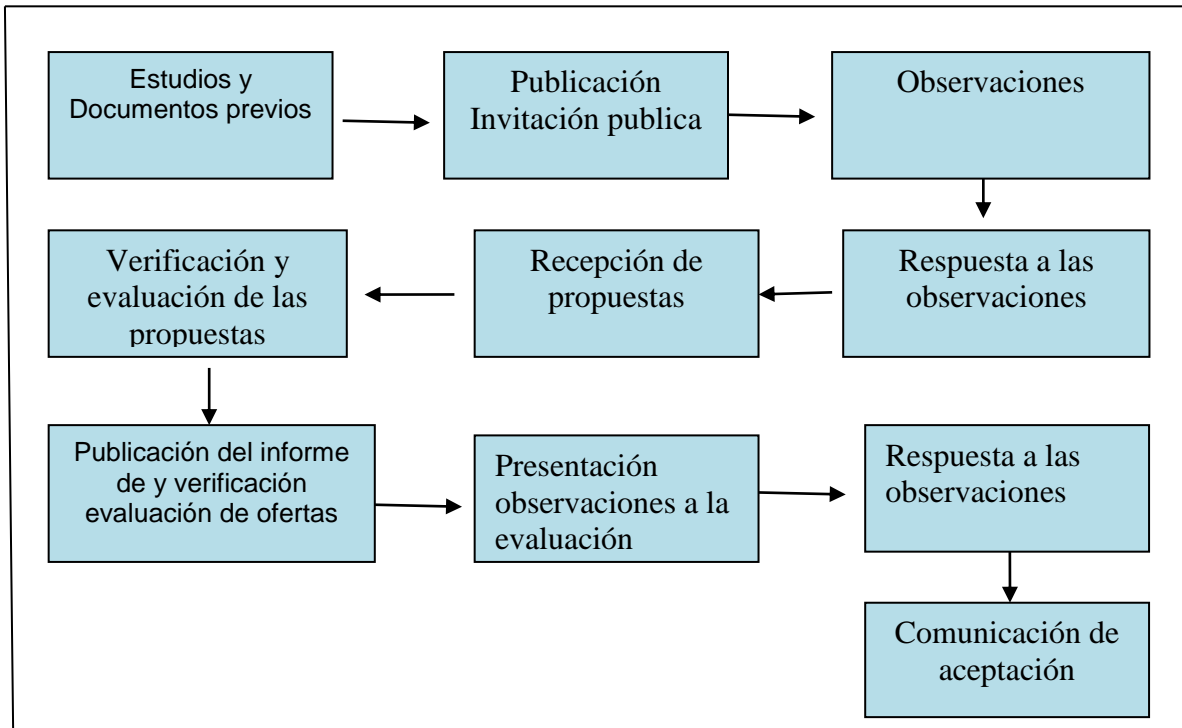 Estudios y
Documentos previos
Publicación
Invitación publica
Observaciones
Respuesta a las
observaciones
Recepción de
propuestas
Verificación y
evaluación de las
propuestas
Publicación del informe
de y verificación
evaluación de ofertas
Presentación
observaciones a la
evaluación
Respuesta a las
observaciones
Comunicación de
aceptación